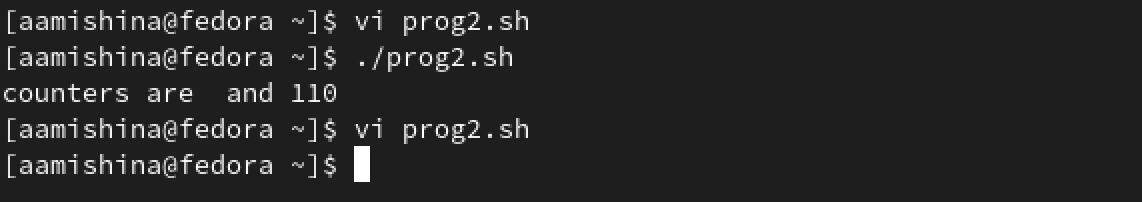 [aamishina@fedora ~]$ vi prog2.sh
[aamishina@fedora ~]$ ./prog2.sh
counters are  and 110
[aamishina@fedora ~]$ vi prog2.sh
[aamishina@fedora ~]$